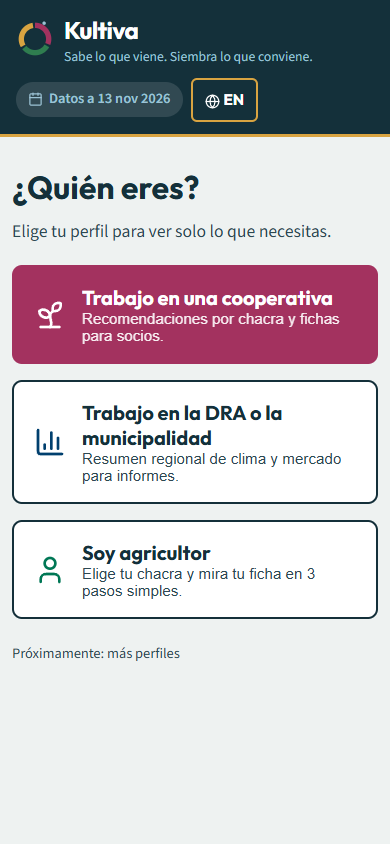 Kultiva
Sabe lo que viene. Siembra lo que conviene.
Datos a 13 nov 2026
EN
¿Quién eres?
Elige tu perfil para ver solo lo que necesitas.
Trabajo en una cooperativa
Recomendaciones por chacra y fichas
para socios.
Trabajo en la DRA o la
municipalidad
Resumen regional de clima y mercado
para informes.
Soy agricultor
Elige tu chacra y mira tu ficha en 3
pasos simples.
Próximamente: más perfiles